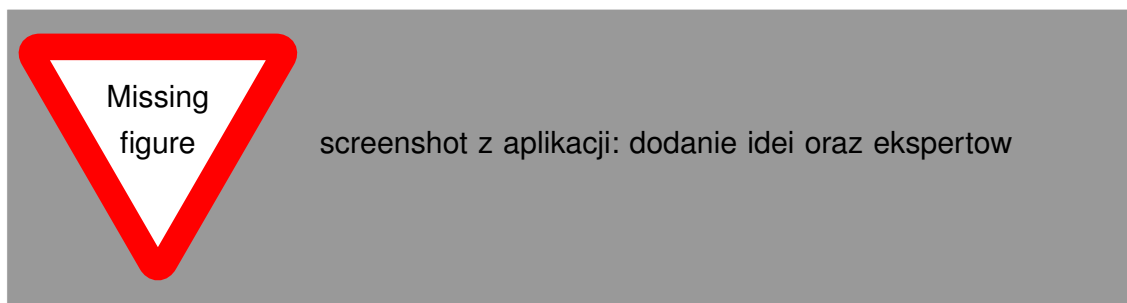 Missing
figure
screenshot z aplikacji: dodanie idei oraz ekspertow